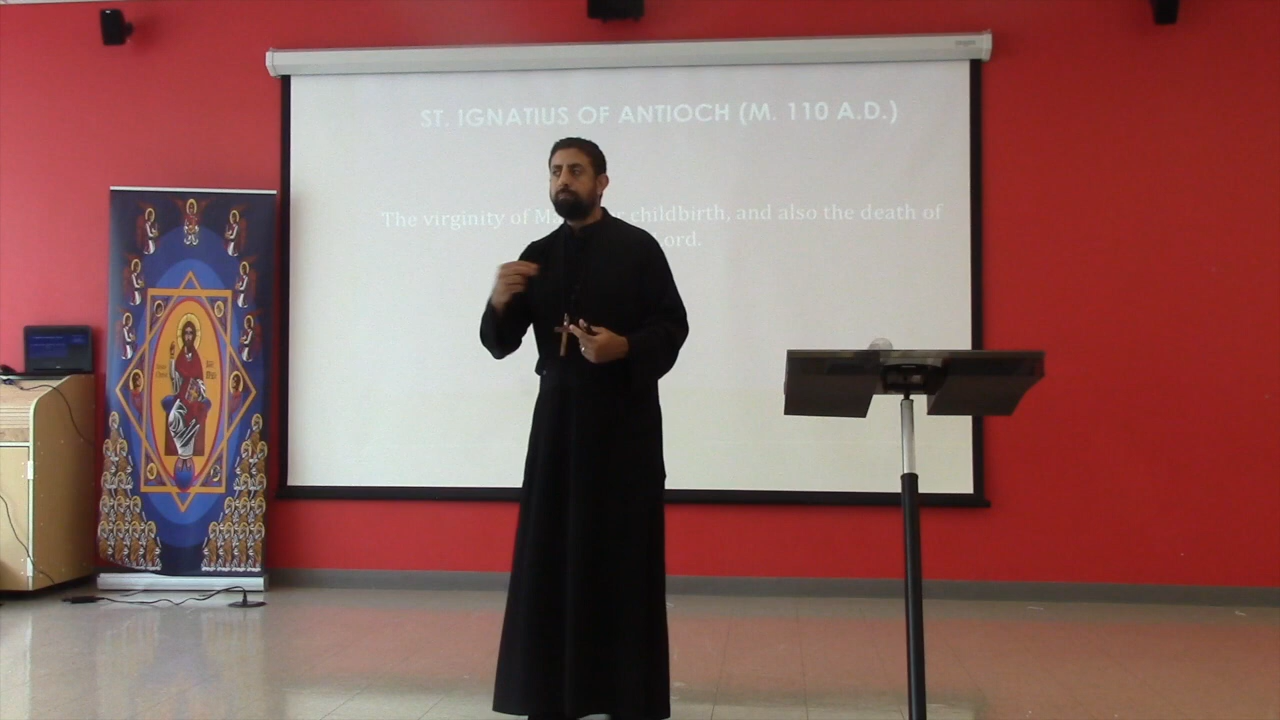 ST. IGNATIUS OF ANTIOCH (M. 110 A.D.)
The virginity of childbirth, and also the death of